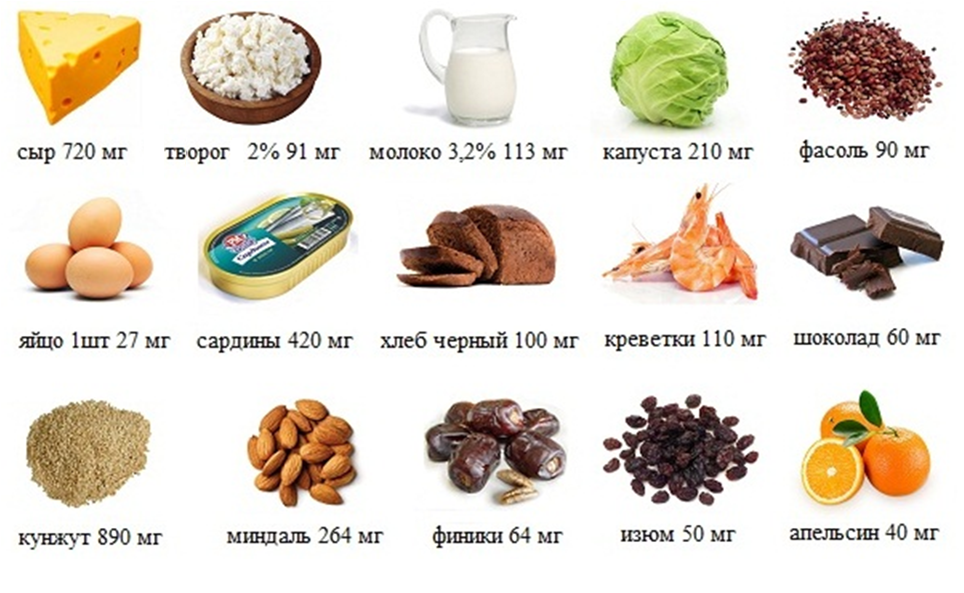 сыр 720 мг
творог 2% 91 мг
молоко 3,2% 113 мг
капуста 210 мг
фасоль 90 мг
яйцо 1шт 27 мг
сардины 420 мг
хлеб черный 100 мг
креветки 110 мг
шоколад 60 мг
кунжут 890 мг
миндаль 264 мг
финики 64 мг
изюм 50 мг
апельсин 40 мг